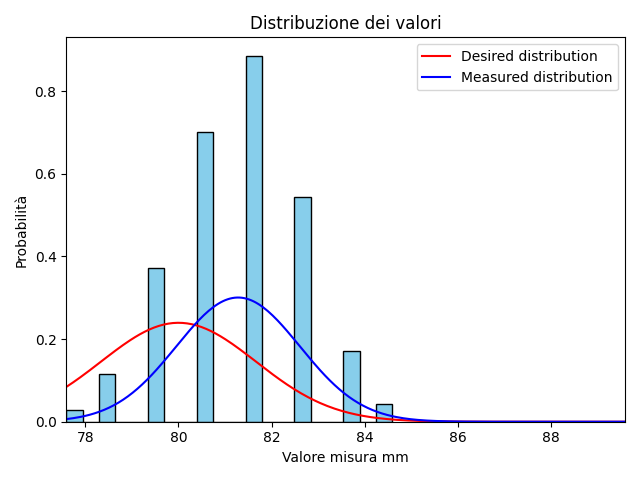 Distribuzione dei valori
Desired distribution
Measured distribution
Probabilità
0.8
0.6
0.4
0.2
0.0
78 80 82 84 86 88
Valore misura mm